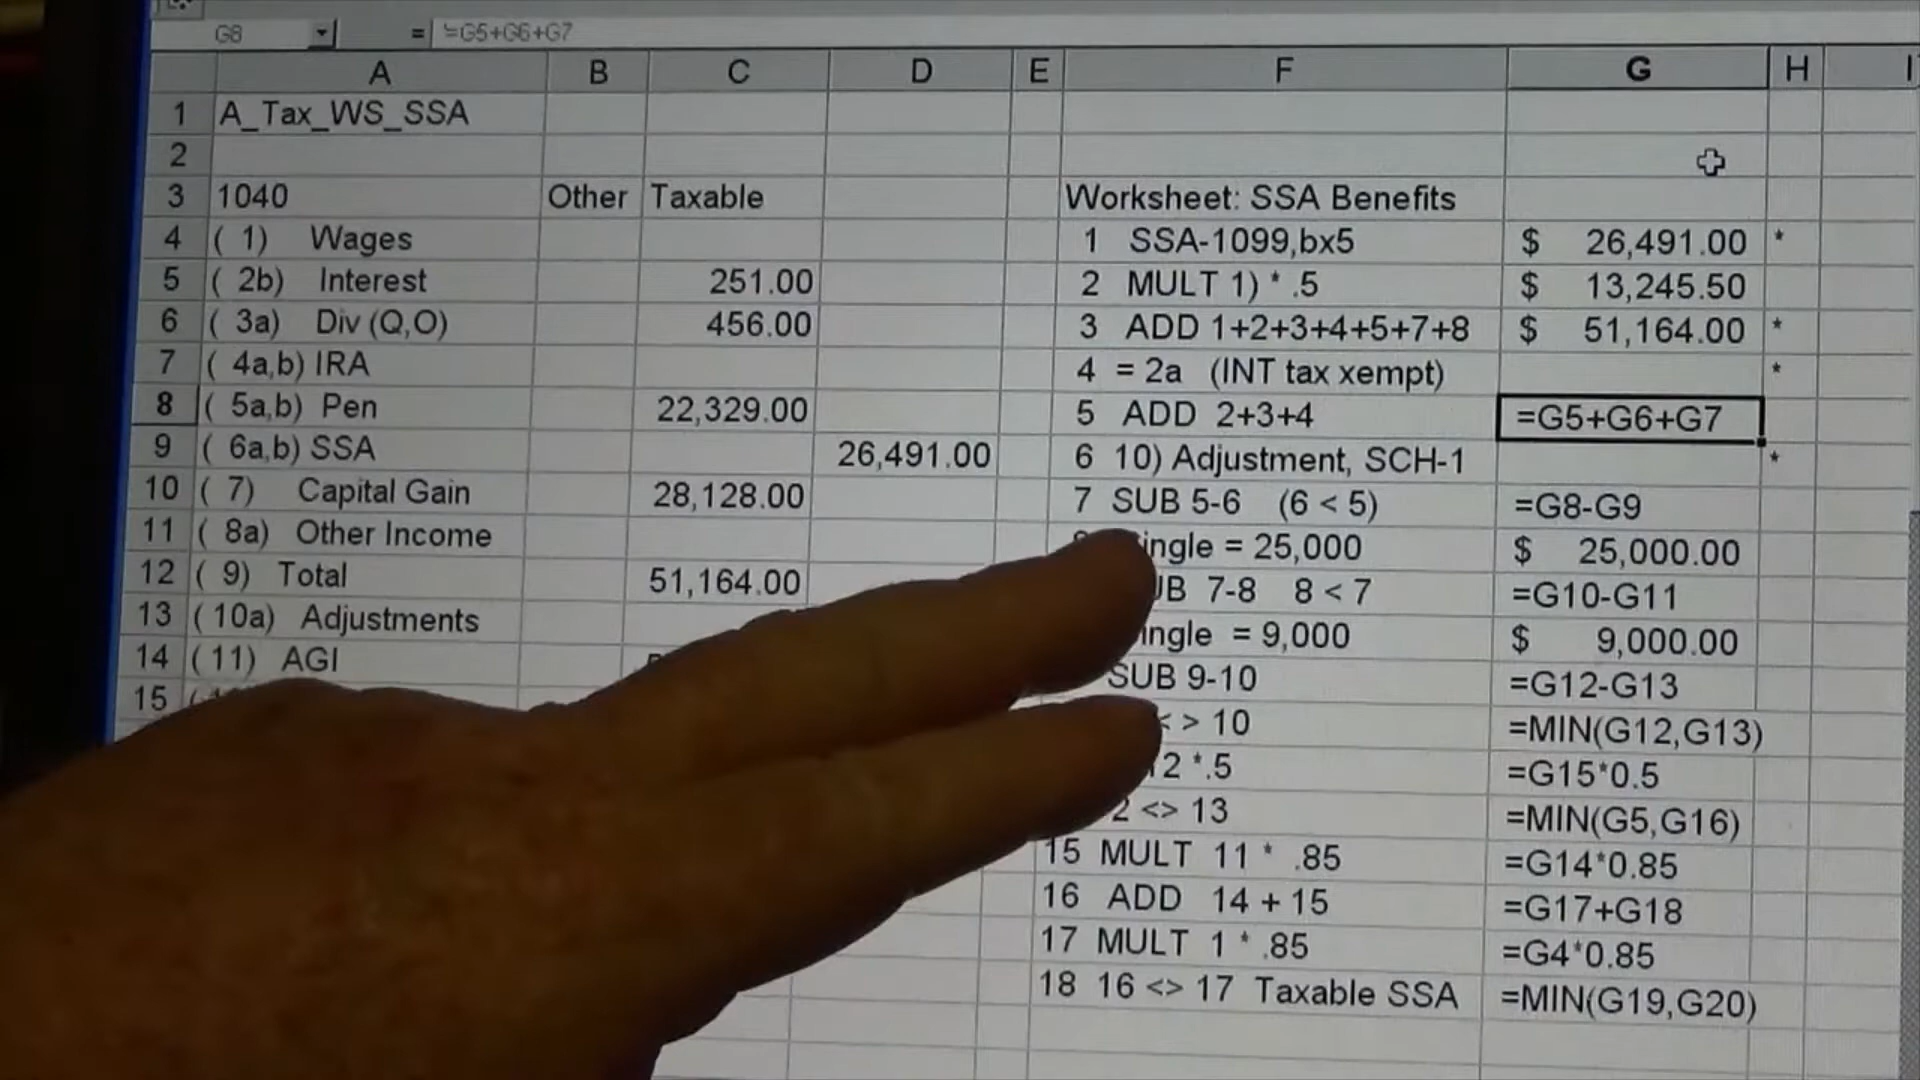 G8 = =G5+G6+G7
A B C D E F G H I
1 A_Tax_WS_SSA
2
3 1040 Other Taxable Worksheet: SSA Benefits
4 ( 1) Wages 1 SSA-1099,bx5 $ 26,491.00 *
5 ( 2b) Interest 251.00 2 MULT 1) * .5 $ 13,245.50
6 ( 3a) Div (Q,O) 456.00 3 ADD 1+2+3+4+5+7+8 $ 51,164.00 *
7 ( 4a,b) IRA 4 = 2a (INT tax xempt) *
8 ( 5a,b) Pen 22,329.00 5 ADD 2+3+4 =G5+G6+G7
9 ( 6a,b) SSA 26,491.00 6 10) Adjustment, SCH-1 *
10 ( 7) Capital Gain 28,128.00 7 SUB 5-6 (6 < 5) =G8-G9
11 ( 8a) Other Income ingle = 25,000 $ 25,000.00
12 ( 9) Total 51,164.00 UB 7-8 8 < 7 =G10-G11
13 ( 10a) Adjustments ingle = 9,000 $ 9,000.00
14 ( 11) AGI SUB 9-10 =G12-G13
15 < > 10 =MIN(G12,G13)
12 *.5 =G15*0.5
2 <> 13 =MIN(G5,G16)
15 MULT 11 * .85 =G14*0.85
16 ADD 14 + 15 =G17+G18
17 MULT 1 * .85 =G4*0.85
18 16 <> 17 Taxable SSA =MIN(G19,G20)